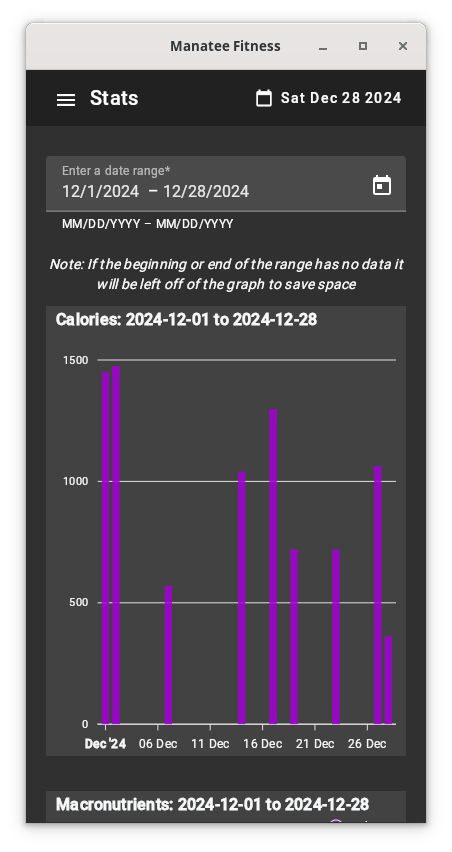 Manatee Fitness
Stats
Sat Dec 28 2024
Enter a date range*
12/1/2024 – 12/28/2024
MM/DD/YYYY – MM/DD/YYYY
Note: If the beginning or end of the range has no data it
will be left off of the graph to save space
Calories: 2024-12-01 to 2024-12-28
1500
1000
500
0
Dec '24 06 Dec 11 Dec 16 Dec 21 Dec 26 Dec
Macronutrients: 2024-12-01 to 2024-12-28